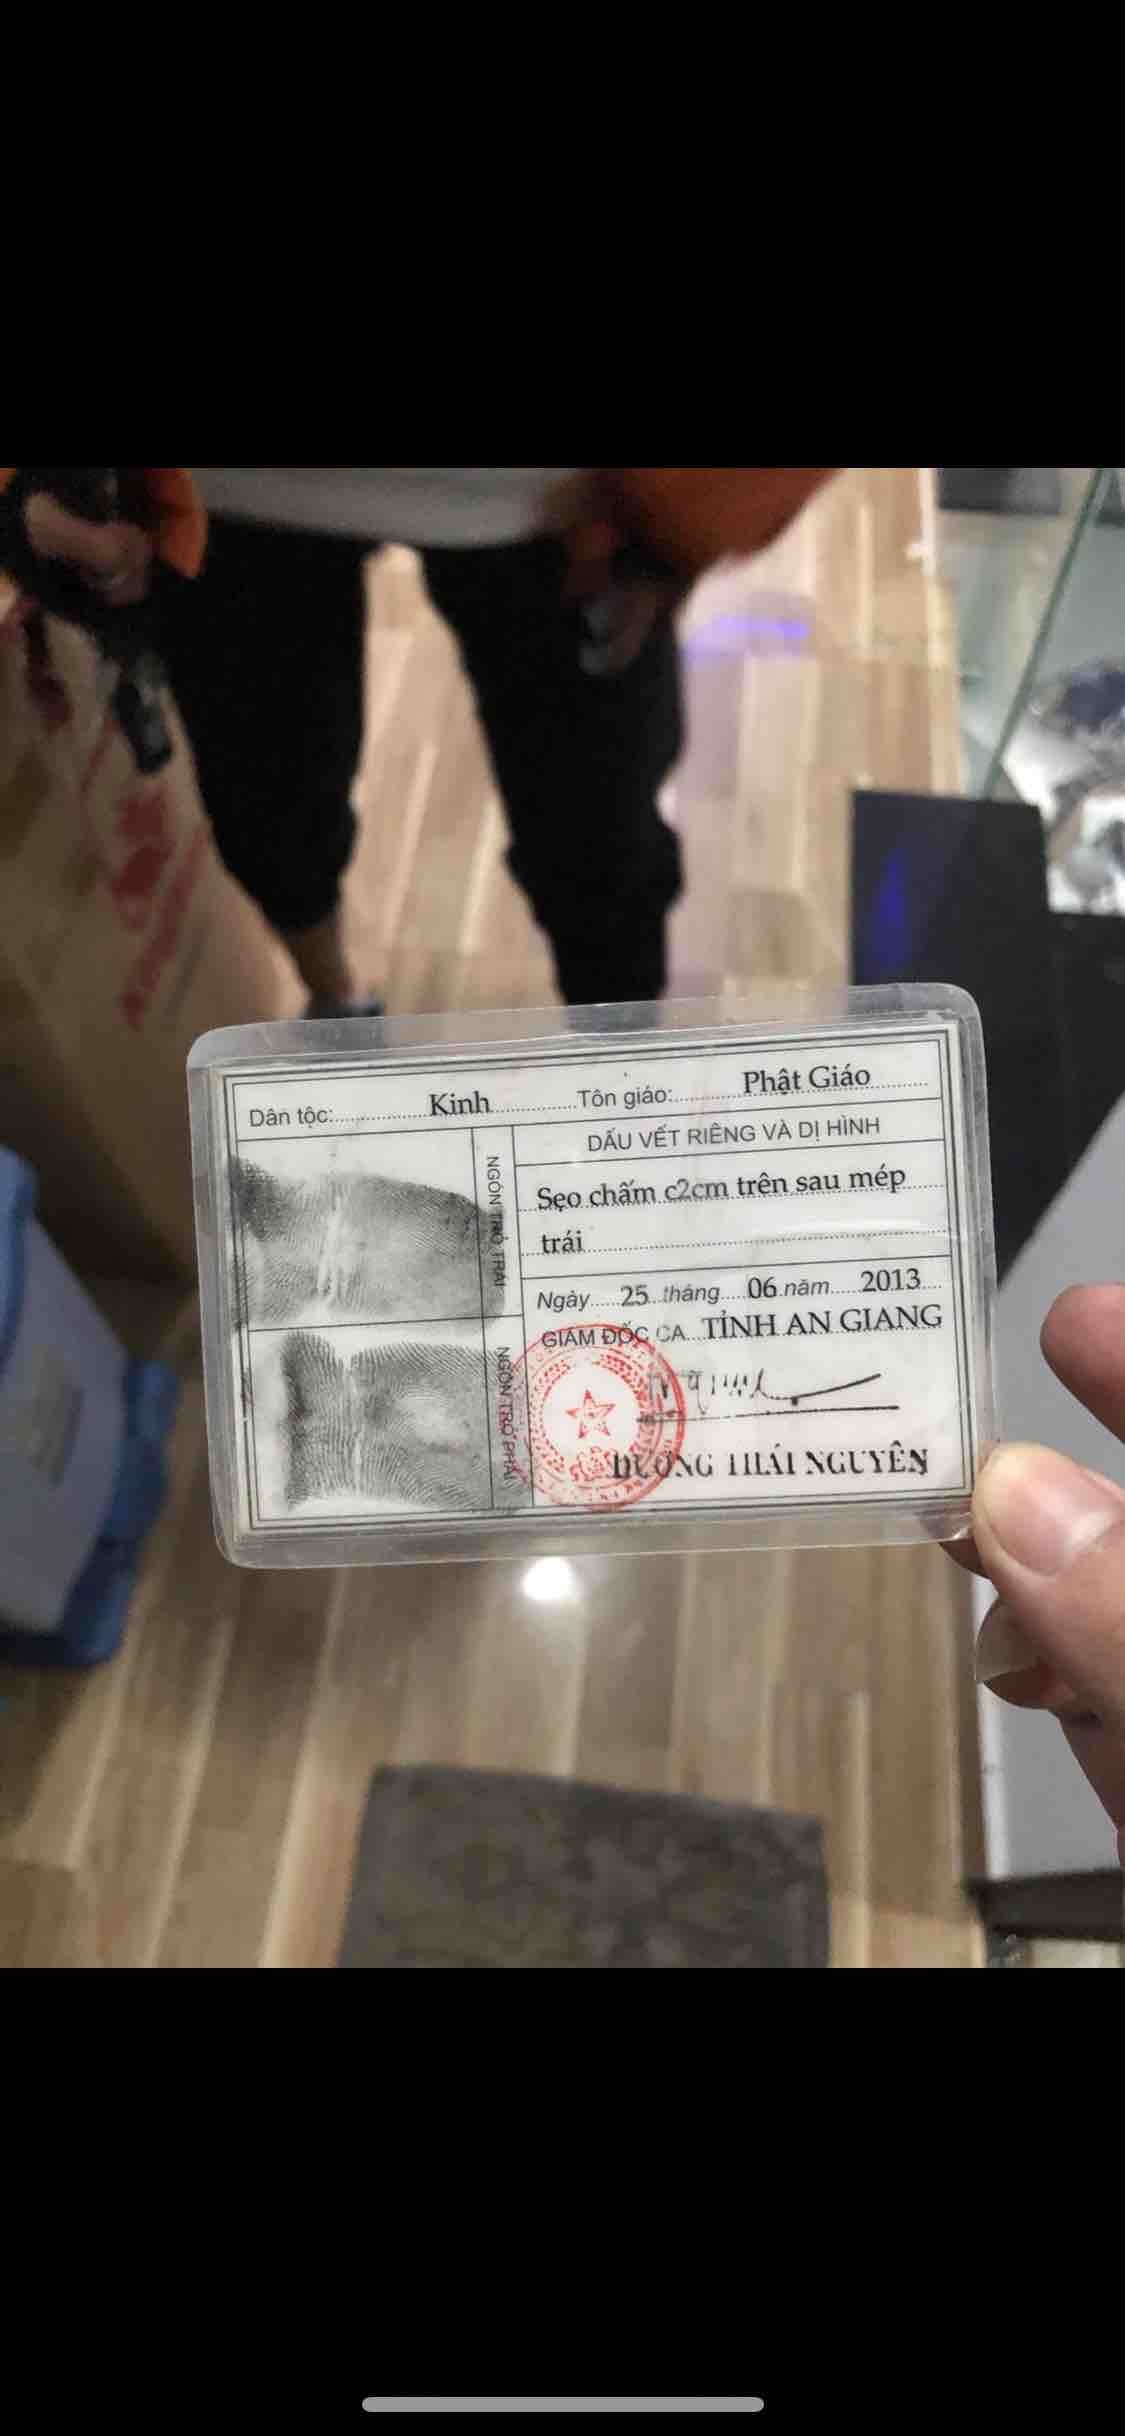 Dân tộc: Kinh Tôn giáo: Phật Giáo
NGÓN TRỎ TRÁI
NGÓN TRỎ PHẢI
DẤU VẾT RIÊNG VÀ DỊ HÌNH
Sẹo chấm c2cm trên sau mép
trái
Ngày 25 tháng 06 năm 2013
GIÁM ĐỐC CA TỈNH AN GIANG
DƯƠNG THÁI NGUYÊN